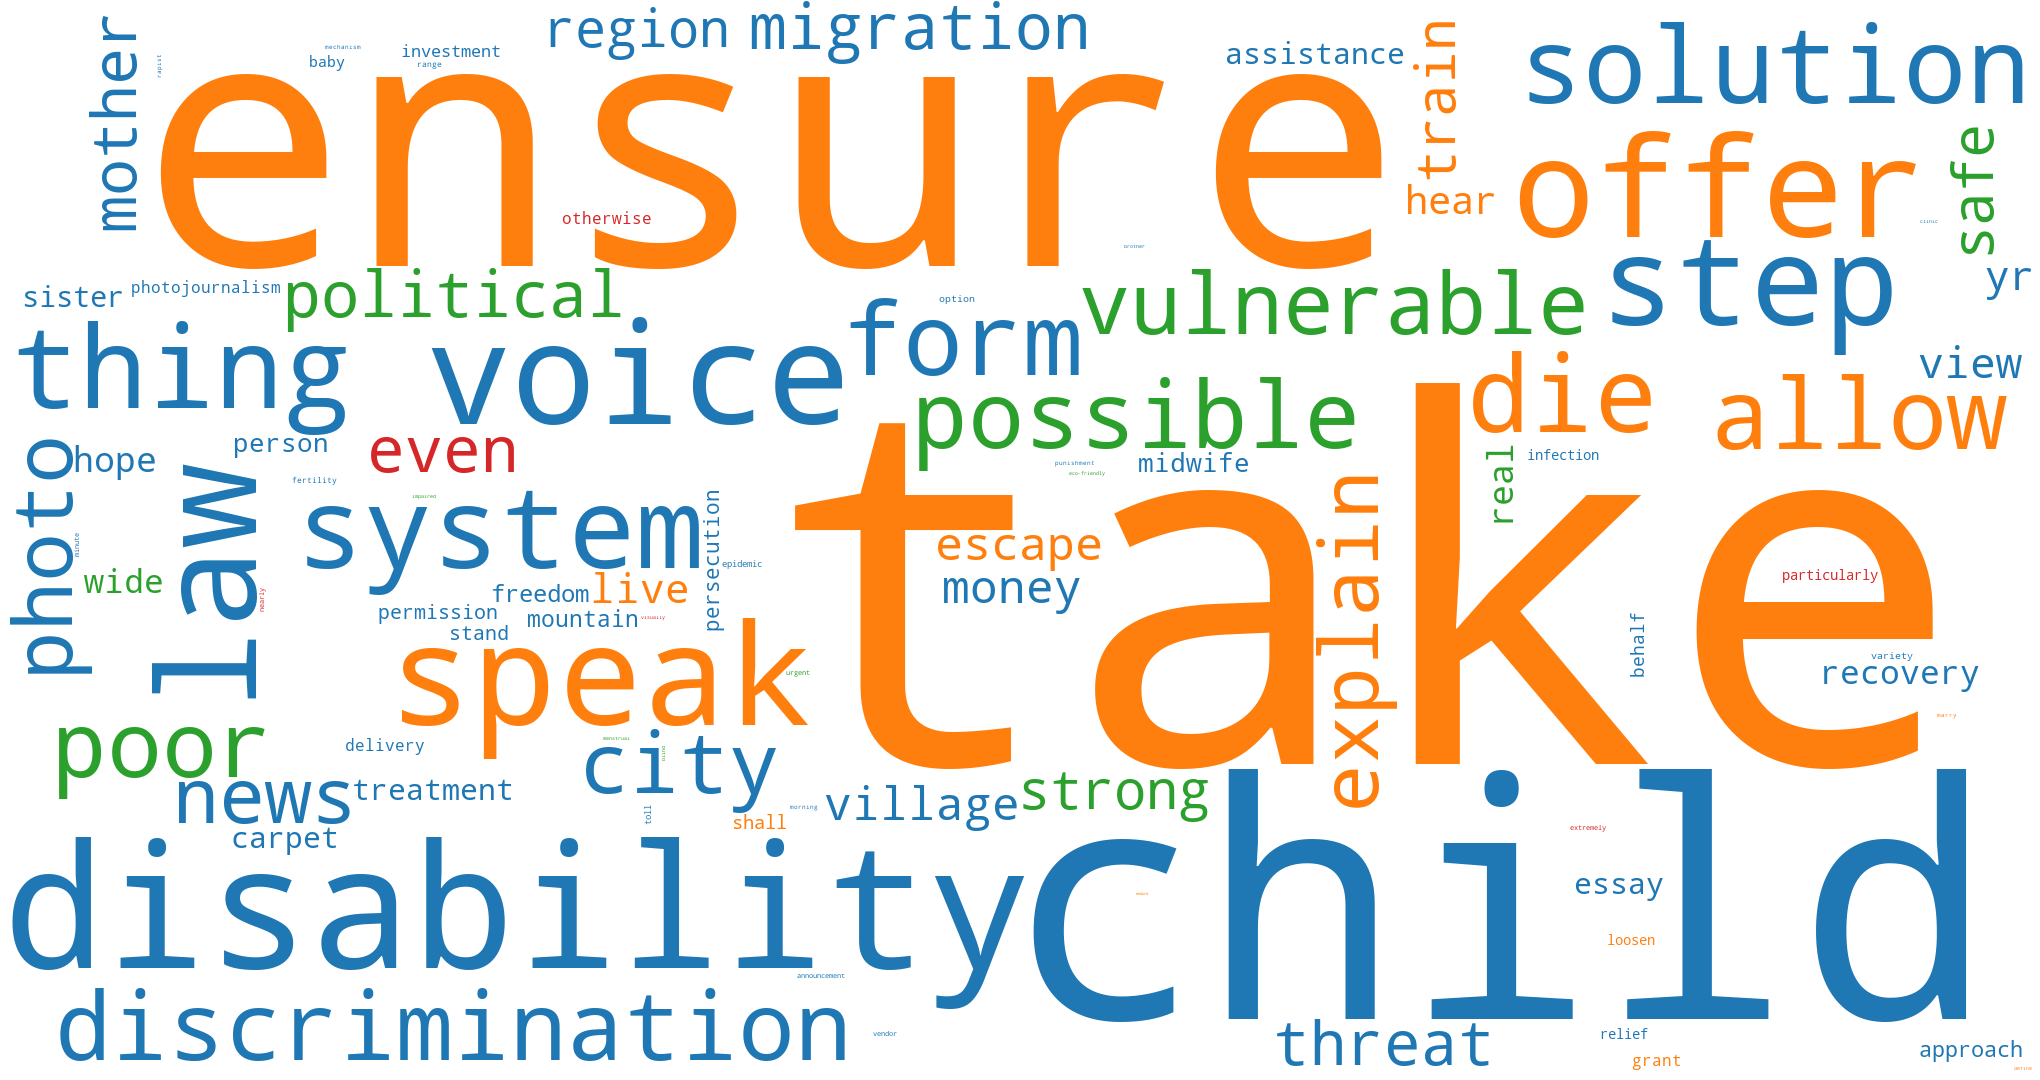 region
migration
solution
mother
mechanism
baby
investment
range
rapist
ensure
assistance
train
offer
safe
hear
otherwise
clinic
step
sister
photojournalism
political
vulnerable
yr
option
thing
voice
form
die
view
possible
allow
person
even
photo
hope
law
midwife
punishment
eco-friendly
real
infection
fertility
system
impaired
persecution
take
explain
escape
minute
wide
nearly
epidemic
freedom
live
money
particularly
permission
mountain
visually
stand
behalf
speak
urgent
variety
recovery
marry
poor
delivery
menstrual
city
news
treatment
strong
village
morning
toll
shall
carpet
extremely
disability
child
essay
loosen
announcement
discrimination
vendor
threat
relief
grant
approach